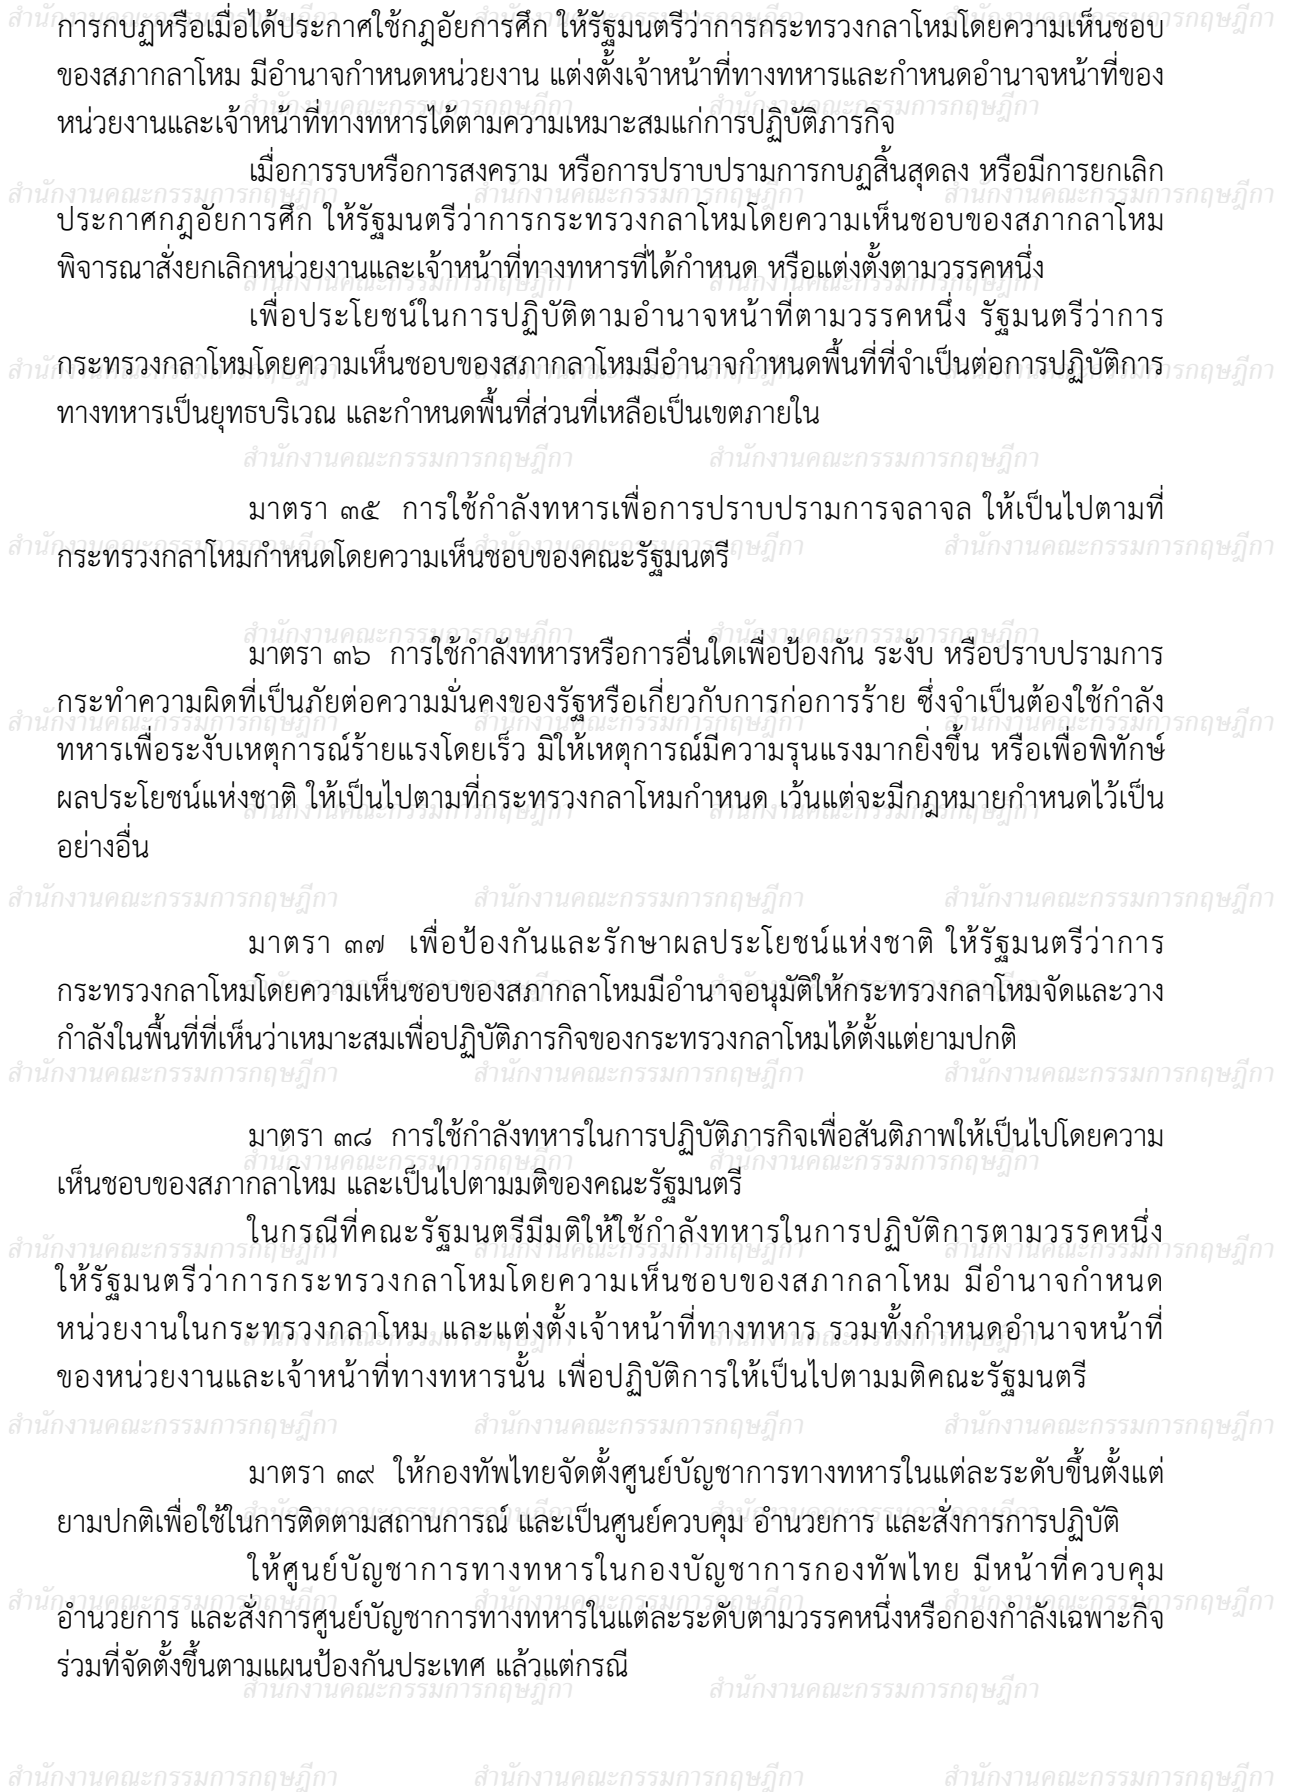 การกบฏหรือเมื่อได้ประกาศใช้กฎอัยการศึก ให้รัฐมนตรีว่าการกระทรวงกลาโหมโดยความเห็นชอบ
ของสภากลาโหม มีอำนาจกำหนดหน่วยงาน แต่งตั้งเจ้าหน้าที่ทางทหารและกำหนดอำนาจหน้าที่ของ
หน่วยงานและเจ้าหน้าที่ทางทหารได้ตามความเหมาะสมแก่การปฏิบัติภารกิจ
เมื่อการรบหรือการสงคราม หรือการปราบปรามการกบฏสิ้นสุดลง หรือมีการยกเลิก
ประกาศกฎอัยการศึก ให้รัฐมนตรีว่าการกระทรวงกลาโหมโดยความเห็นชอบของสภากลาโหม
พิจารณาสั่งยกเลิกหน่วยงานและเจ้าหน้าที่ทางทหารที่ได้กำหนด หรือแต่งตั้งตามวรรคหนึ่ง
เพื่อประโยชน์ในการปฏิบัติตามอำนาจหน้าที่ตามวรรคหนึ่ง รัฐมนตรีว่าการ
กระทรวงกลาโหมโดยความเห็นชอบของสภากลาโหมมีอำนาจกำหนดพื้นที่ที่จำเป็นต่อการปฏิบัติการ
ทางทหารเป็นยุทธบริเวณ และกำหนดพื้นที่ส่วนที่เหลือเป็นเขตภายใน
มาตรา ๓๕ การใช้กำลังทหารเพื่อการปราบปรามการจลาจล ให้เป็นไปตามที่
กระทรวงกลาโหมกำหนดโดยความเห็นชอบของคณะรัฐมนตรี
มาตรา ๓๖ การใช้กำลังทหารหรือการอื่นใดเพื่อป้องกัน ระงับ หรือปราบปรามการ
กระทำความผิดที่เป็นภัยต่อความมั่นคงของรัฐหรือเกี่ยวกับการก่อการร้าย ซึ่งจำเป็นต้องใช้กำลัง
ทหารเพื่อระงับเหตุการณ์ร้ายแรงโดยเร็ว มิให้เหตุการณ์มีความรุนแรงมากยิ่งขึ้น หรือเพื่อพิทักษ์
ผลประโยชน์แห่งชาติ ให้เป็นไปตามที่กระทรวงกลาโหมกำหนด เว้นแต่จะมีกฎหมายกำหนดไว้เป็น
อย่างอื่น
มาตรา ๓๗ เพื่อป้องกันและรักษาผลประโยชน์แห่งชาติ ให้รัฐมนตรีว่าการ
กระทรวงกลาโหมโดยความเห็นชอบของสภากลาโหมมีอำนาจอนุมัติให้กระทรวงกลาโหมจัดและวาง
กำลังในพื้นที่ที่เห็นว่าเหมาะสมเพื่อปฏิบัติภารกิจของกระทรวงกลาโหมได้ตั้งแต่ยามปกติ
มาตรา ๓๘ การใช้กำลังทหารในการปฏิบัติภารกิจเพื่อสันติภาพให้เป็นไปโดยความ
เห็นชอบของสภากลาโหม และเป็นไปตามมติของคณะรัฐมนตรี
ในกรณีที่คณะรัฐมนตรีมีมติให้ใช้กำลังทหารในการปฏิบัติการตามวรรคหนึ่ง
ให้รัฐมนตรีว่าการกระทรวงกลาโหมโดยความเห็นชอบของสภากลาโหม มีอำนาจกำหนด
หน่วยงานในกระทรวงกลาโหม และแต่งตั้งเจ้าหน้าที่ทางทหาร รวมทั้งกำหนดอำนาจหน้าที่
ของหน่วยงานและเจ้าหน้าที่ทางทหารนั้น เพื่อปฏิบัติการให้เป็นไปตามมติคณะรัฐมนตรี
มาตรา ๓๙ ให้กองทัพไทยจัดตั้งศูนย์บัญชาการทางทหารในแต่ละระดับขึ้นตั้งแต่
ยามปกติเพื่อใช้ในการติดตามสถานการณ์ และเป็นศูนย์ควบคุม อำนวยการ และสั่งการการปฏิบัติ
ให้ศูนย์บัญชาการทางทหารในกองบัญชาการกองทัพไทย มีหน้าที่ควบคุม
อำนวยการ และสั่งการศูนย์บัญชาการทางทหารในแต่ละระดับตามวรรคหนึ่งหรือกองกำลังเฉพาะกิจ
ร่วมที่จัดตั้งขึ้นตามแผนป้องกันประเทศ แล้วแต่กรณี
สำนักงานคณะกรรมการกฤษฎีกา สำนักงานคณะกรรมการกฤษฎีกา สำนักงานคณะกรรมการกฤษฎีกา